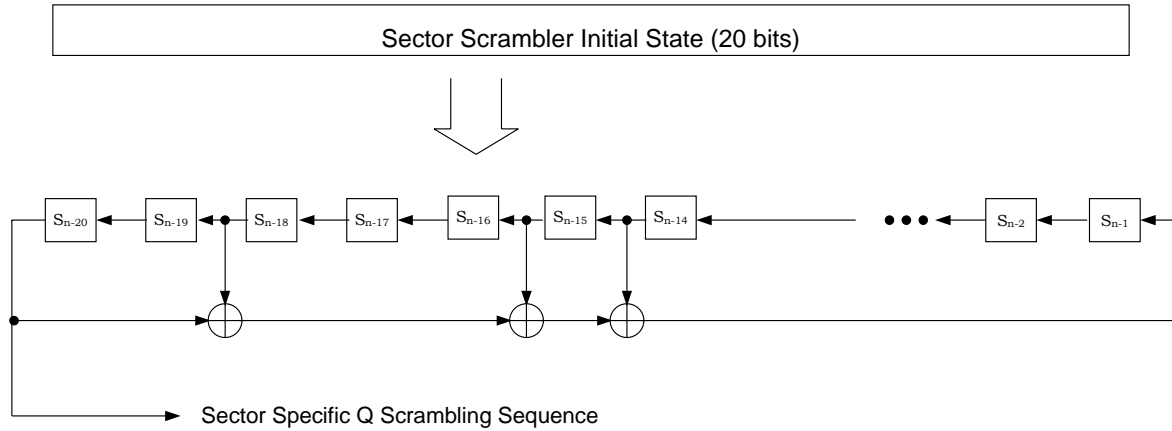 Sector Scrambler Initial State (20 bits)
Sn-20 Sn-19 Sn-18 Sn-17 Sn-16 Sn-15 Sn-14 Sn-2 Sn-1
Sector Specific Q Scrambling Sequence